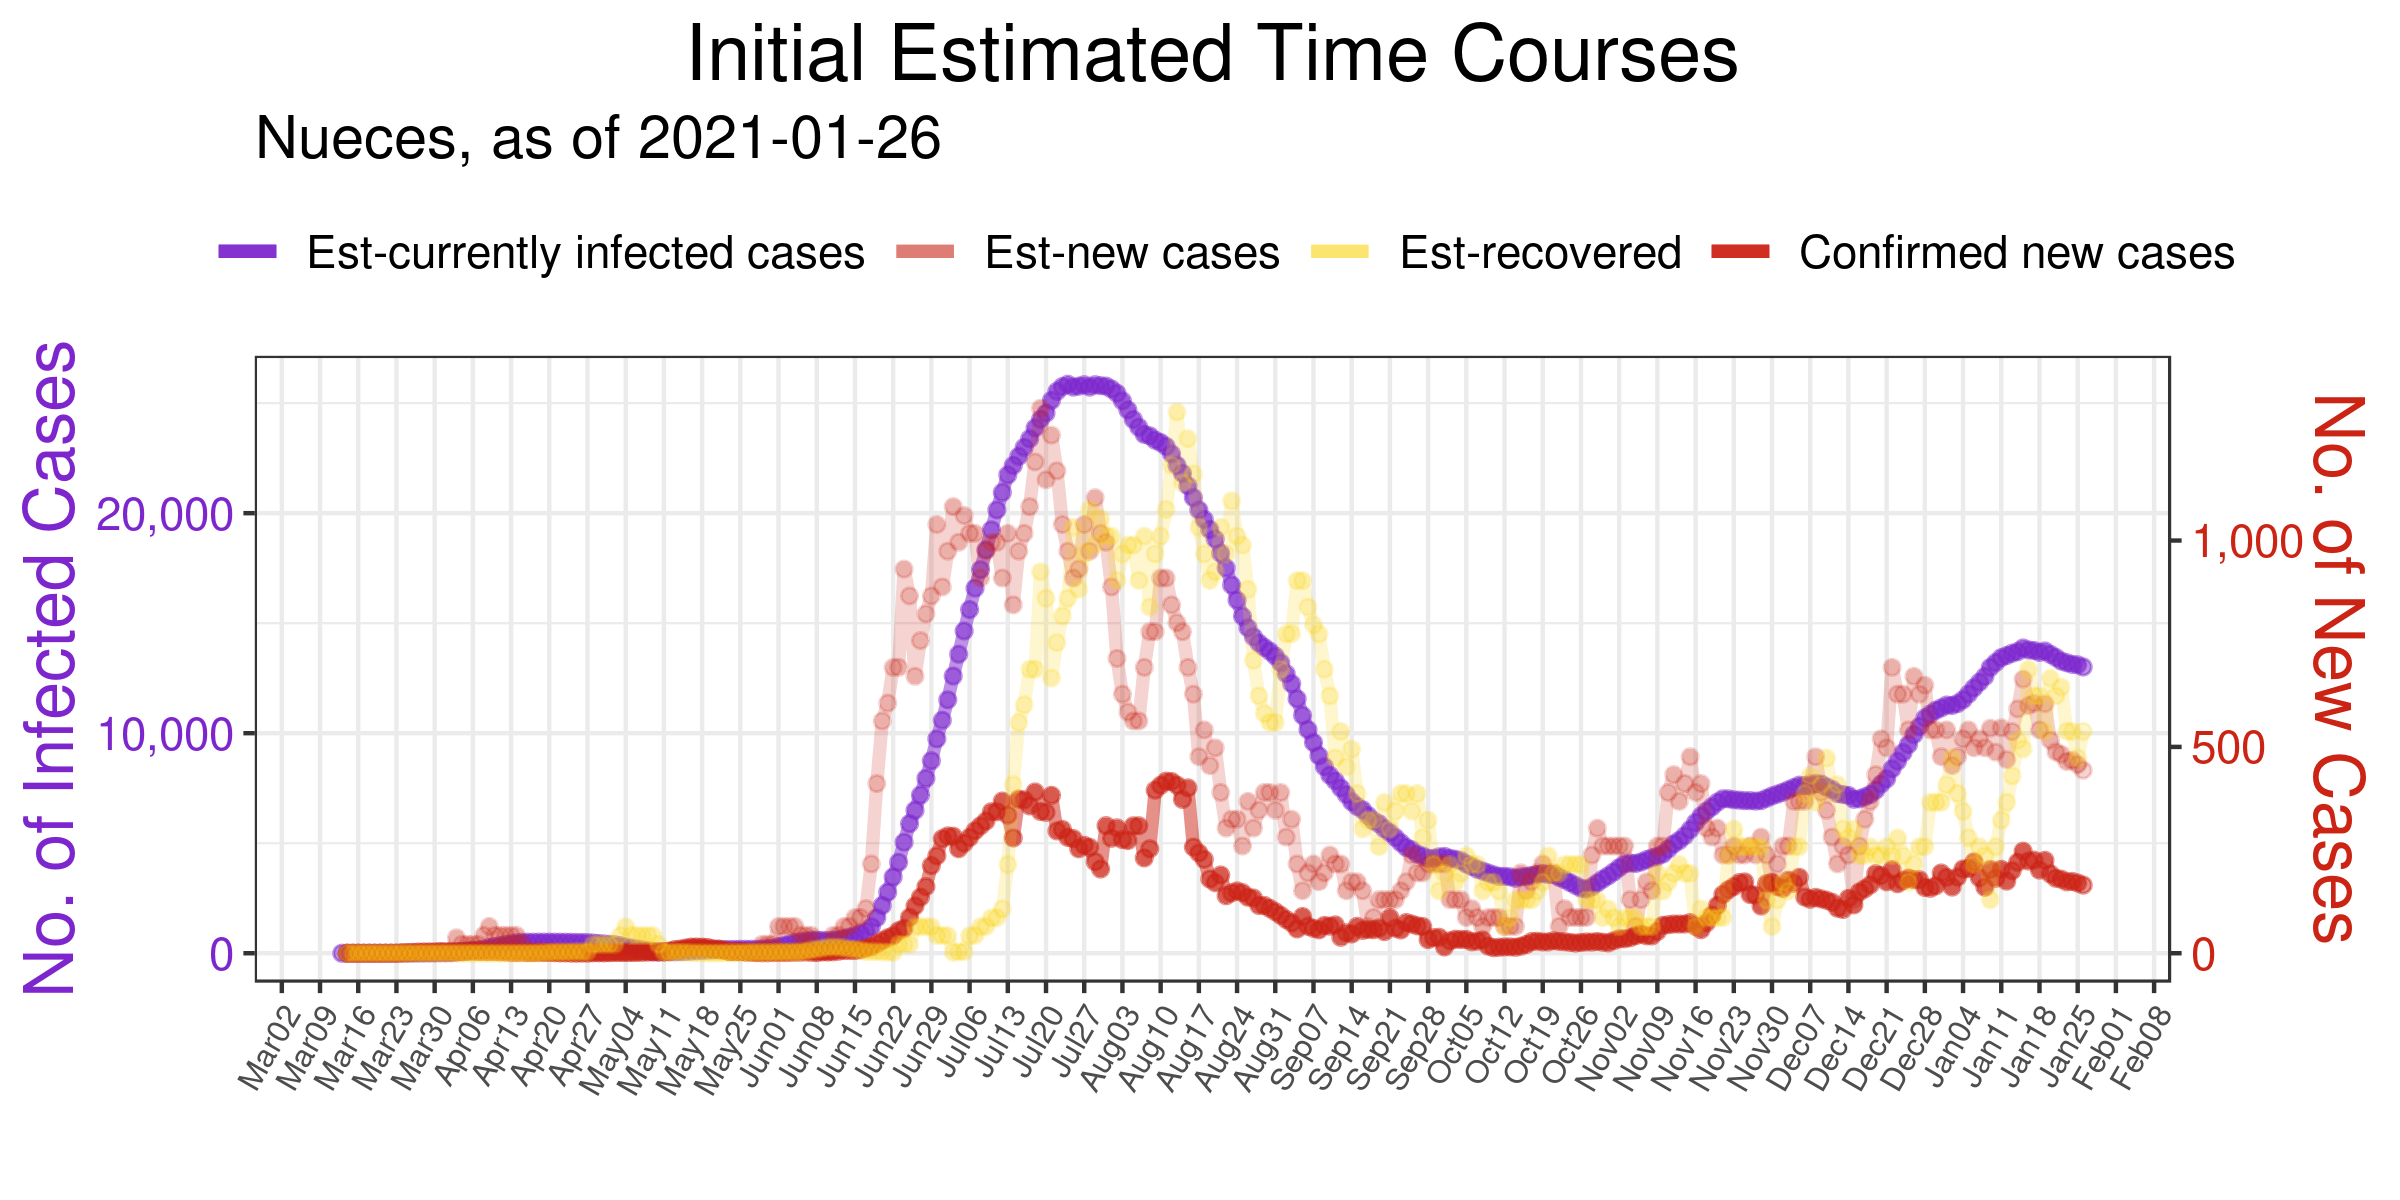 Initial Estimated Time Courses
Nueces, as of 2021-01-26
Est-currently infected cases Est-new cases Est-recovered Confirmed new cases
No. of Infected Cases
20,000
10,000
0
1,000
500
0
No. of New Cases
Mar02 Mar09 Mar16 Mar23 Mar30 Apr06 Apr13 Apr20 Apr27 May04 May11 May18 May25 Jun01 Jun08 Jun15 Jun22 Jun29 Jul06 Jul13 Jul20 Jul27 Aug03 Aug10 Aug17 Aug24 Aug31 Sep07 Sep14 Sep21 Sep28 Oct05 Oct12 Oct19 Oct26 Nov02 Nov09 Nov16 Nov23 Nov30 Dec07 Dec14 Dec21 Dec28 Dec04 Jan11 Jan18 Jan25 Feb01 Feb08